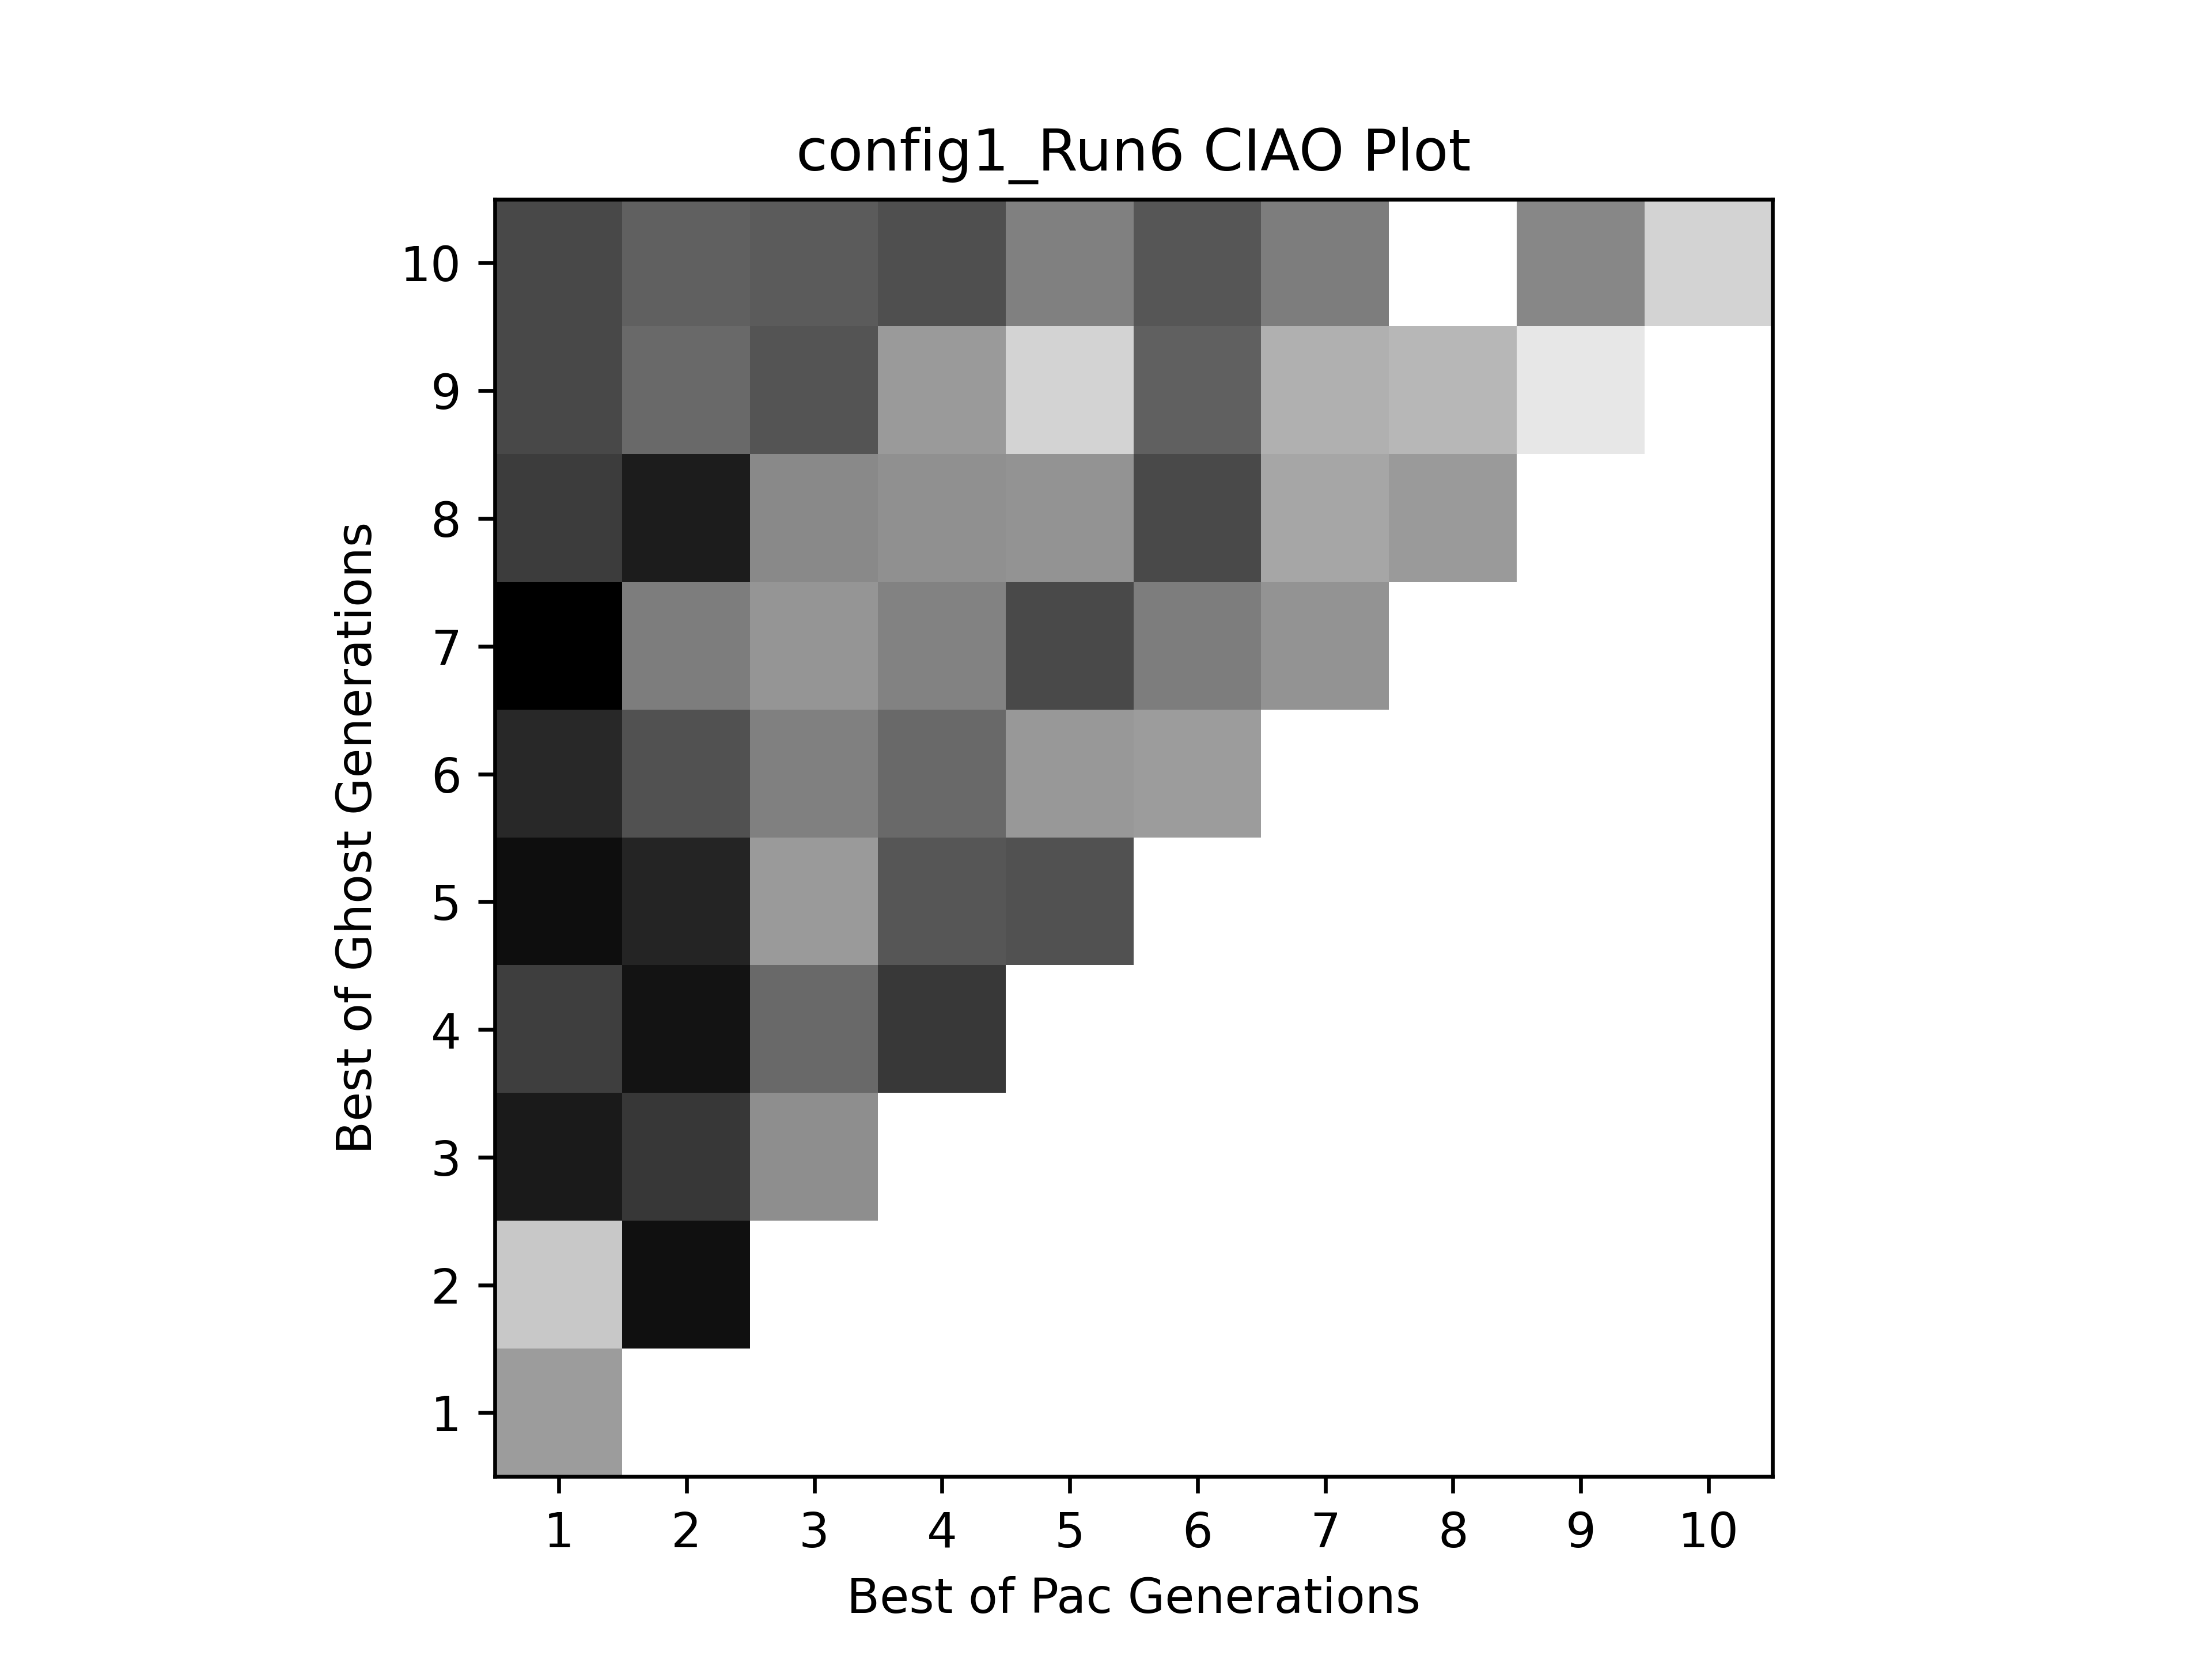 config1_Run6 CIAO Plot
Best of Ghost Generations
10
9
8
7
6
5
4
3
2
1
1 2 3 4 5 6 7 8 9 10
Best of Pac Generations